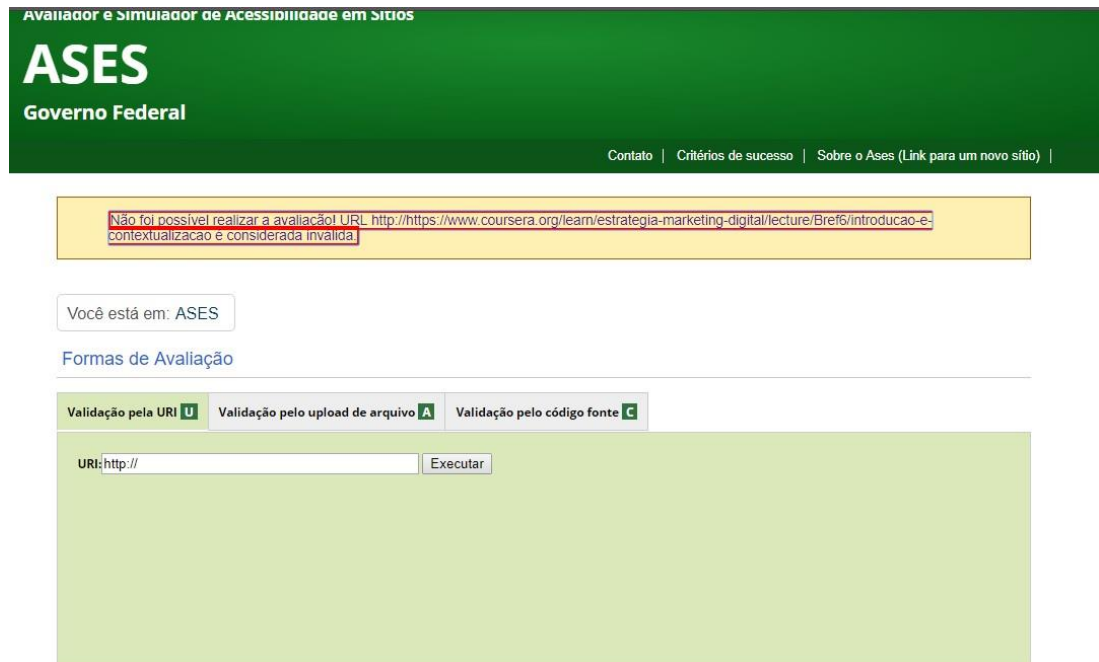 Avaliador e Simulador de Acessibilidade em Sítios
ASES
Governo Federal
Contato | Critérios de sucesso | Sobre o Ases (Link para um novo sítio) |
Não foi possível realizar a avaliação! URL http://https://www.coursera.org/learn/estrategia-marketing-digital/lecture/Bref6/introducao-e-
contextualizacao é considerada inválida.
Você está em: ASES
Formas de Avaliação
Validação pela URI U Validação pelo upload de arquivo A Validação pelo código fonte C
URI: http:// Executar